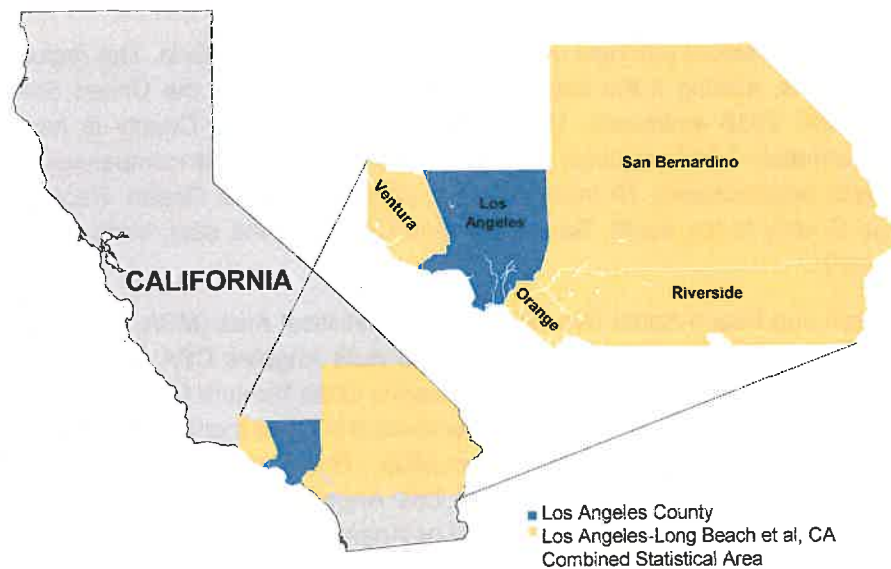 San Bernardino
Ventura
Los
Angeles
CALIFORNIA
Orange
Riverside
Los Angeles County
Los Angeles-Long Beach et al, CA
Combined Statistical Area